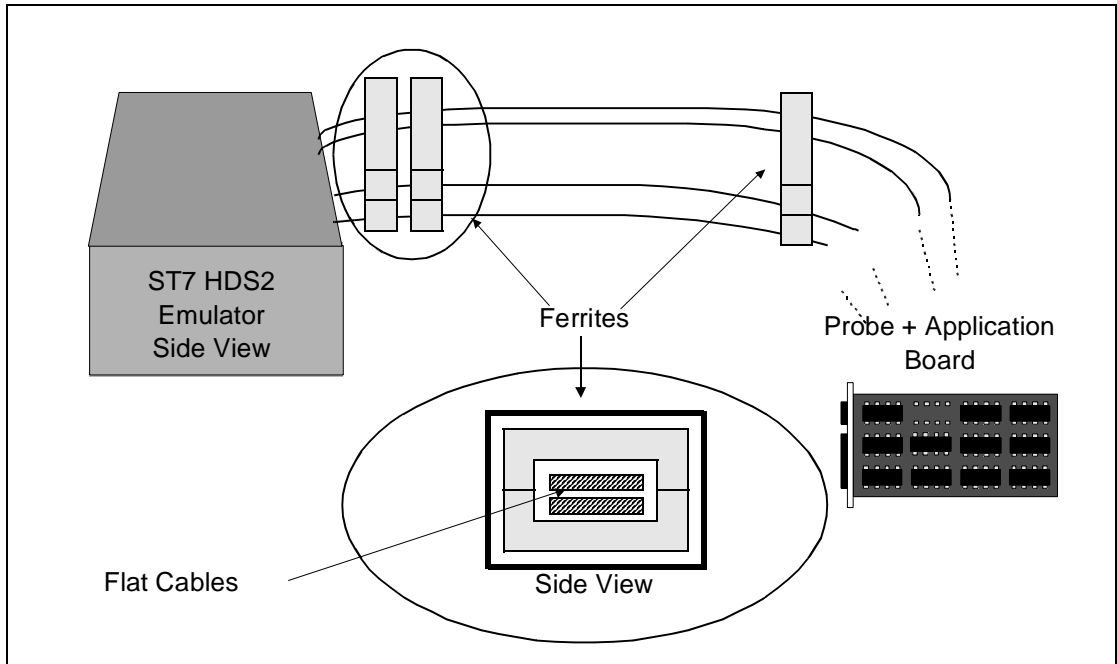 ST7 HDS2
Emulator
Side View
Ferrites
Probe + Application
Board
Flat Cables
Side View